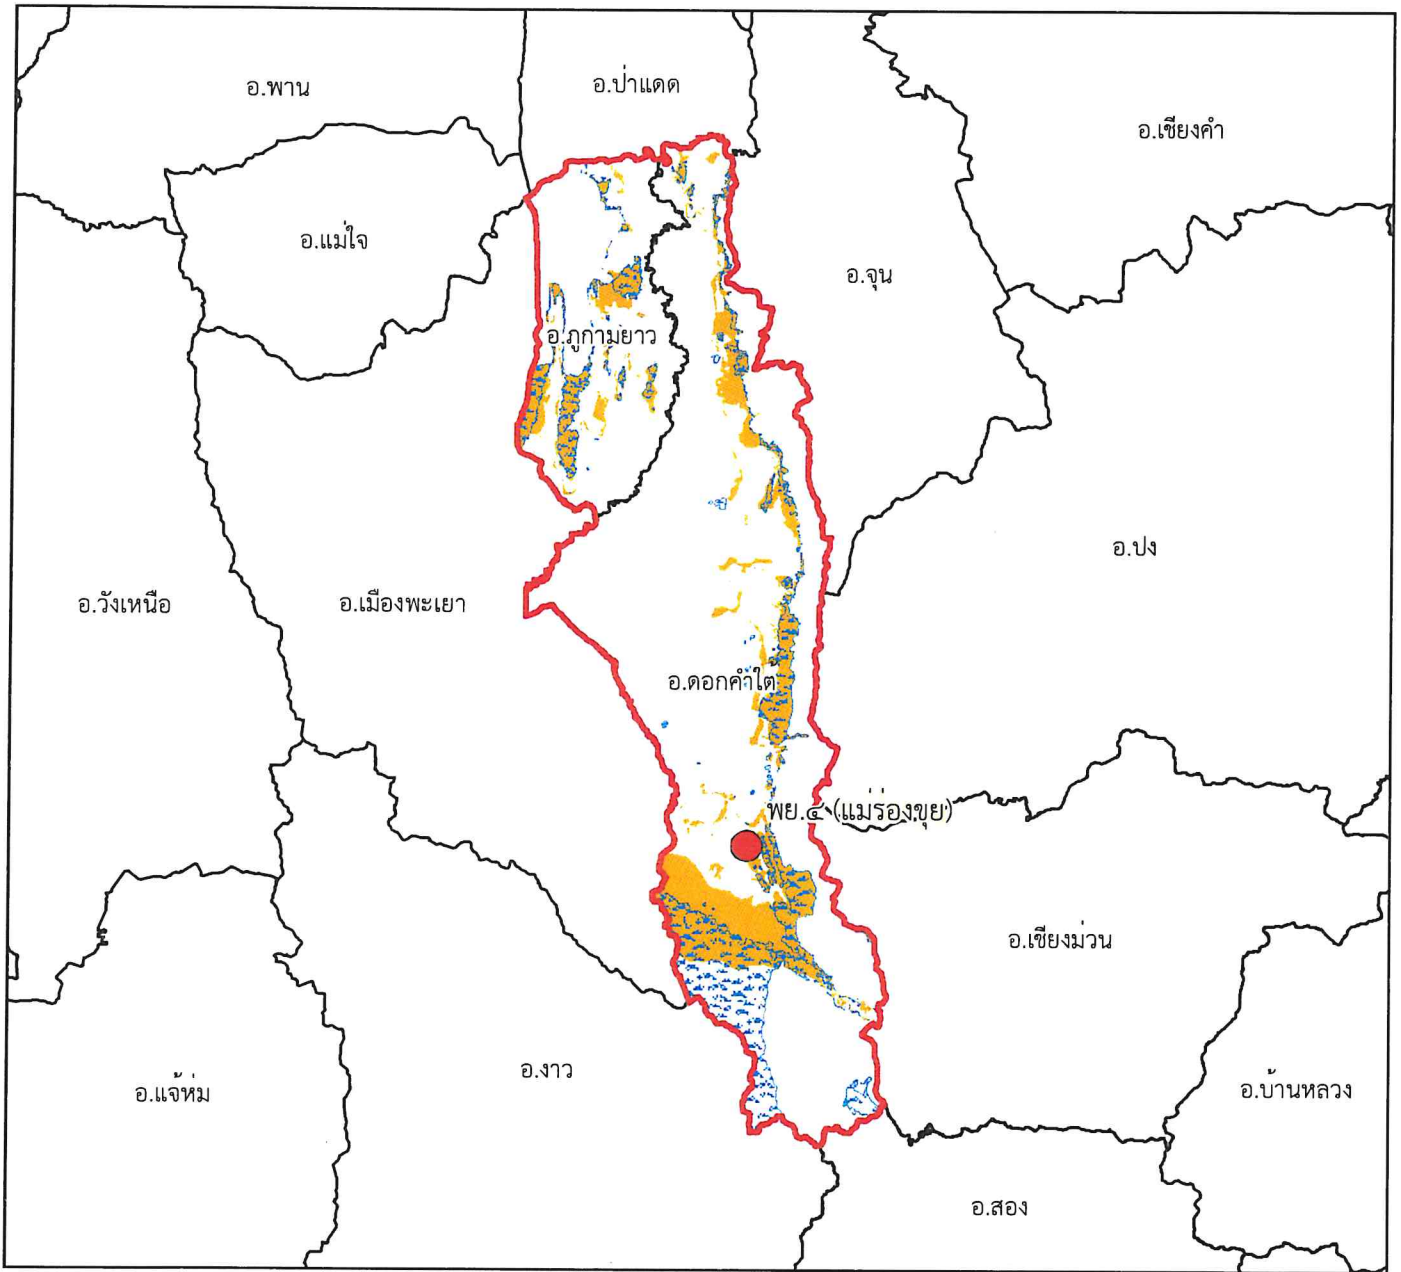 อ.พาน
อ.ป่าแดด
อ.เชียงคำ
อ.แม่ใจ
อ.จุน
อ.ภูกามยาว
อ.ปง
อ.วังเหนือ
อ.เมืองพะเยา
อ.ดอกคำใต้
พย.๔ (แม่ร่องขุย)
อ.เชียงม่วน
อ.งาว
อ.แจ้ห่ม
อ.บ้านหลวง
อ.สอง